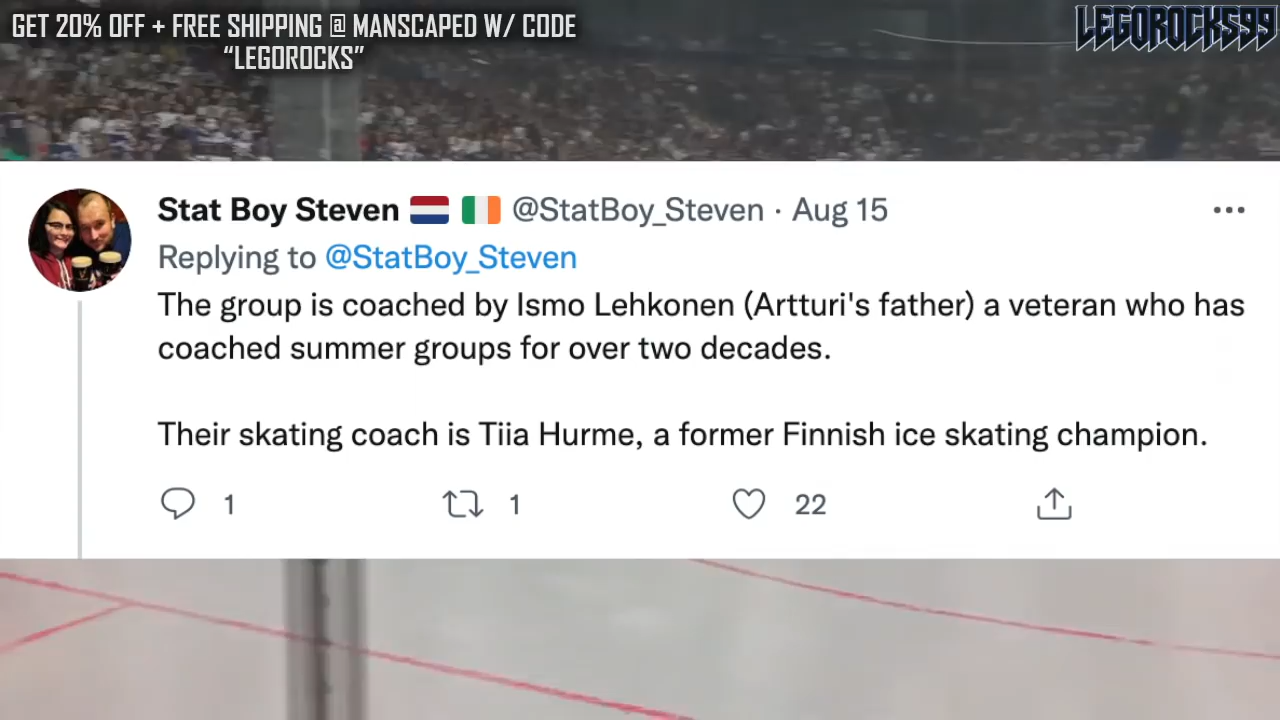 GET 20% OFF + FREE SHIPPING @ MANSCAPED W/ CODE
"LEGOROCKS"
LEGOROCKS99
Stat Boy Steven 🇳🇱 🇮🇪 @StatBoy_Steven · Aug 15
Replying to @StatBoy_Steven
The group is coached by Ismo Lehkonen (Artturi's father) a veteran who has
coached summer groups for over two decades.
Their skating coach is Tiia Hurme, a former Finnish ice skating champion.
1 1 22